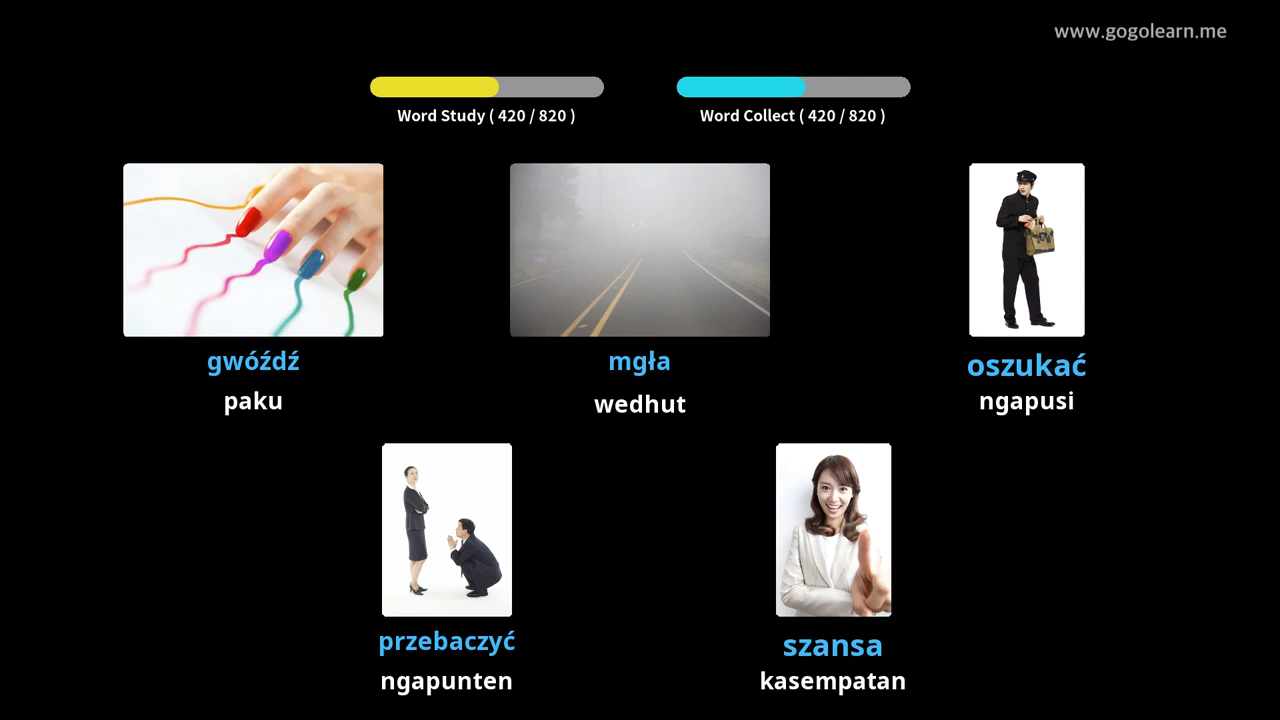 www.gogolearn.me
Word Study ( 420 / 820 )
Word Collect ( 420 / 820 )
gwóźdź
paku
mgła
wedhut
oszukać
ngapusi
przebaczyć
ngapunten
szansa
kasempatan